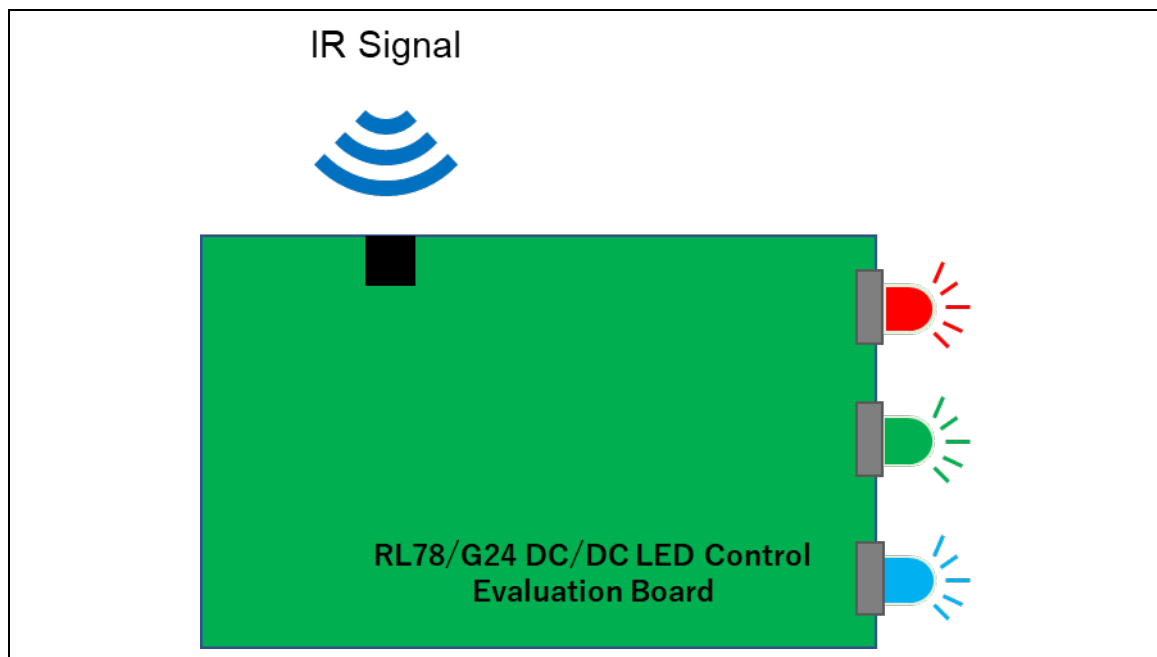 IR Signal
RL78/G24 DC/DC LED Control
Evaluation Board